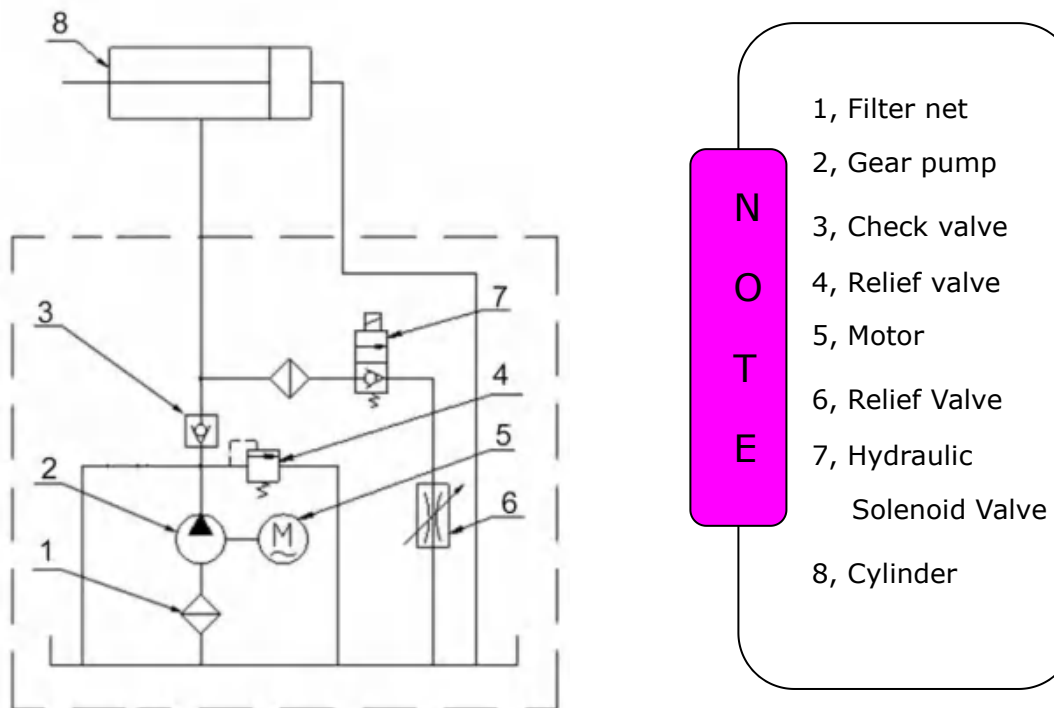 8
7
3
4
5
2
M
6
1
N
O
T
E
1, Filter net
2, Gear pump
3, Check valve
4, Relief valve
5, Motor
6, Relief Valve
7, Hydraulic
Solenoid Valve
8, Cylinder